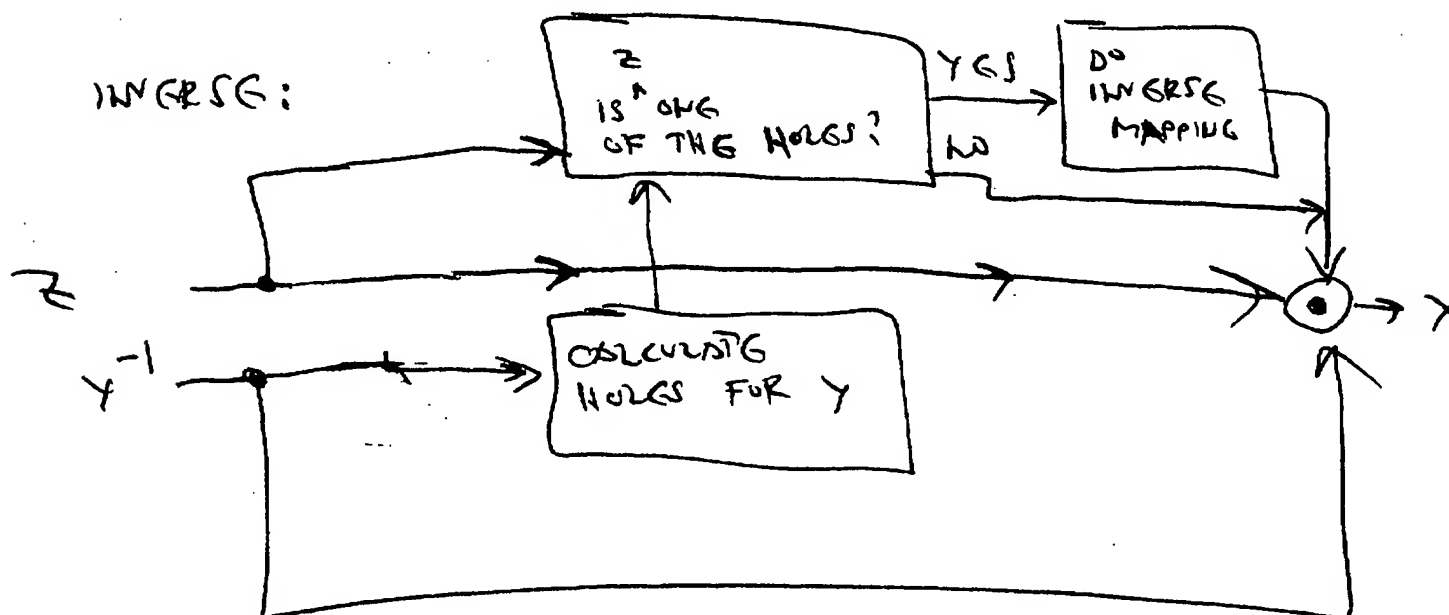 INVERSE:
Z
IS ^ ONE
OF THE HOLES?
YES
NO
DO
INVERSE
MAPPING
Z
Y⁻¹
CALCULATE
HOLES FOR Y
Y